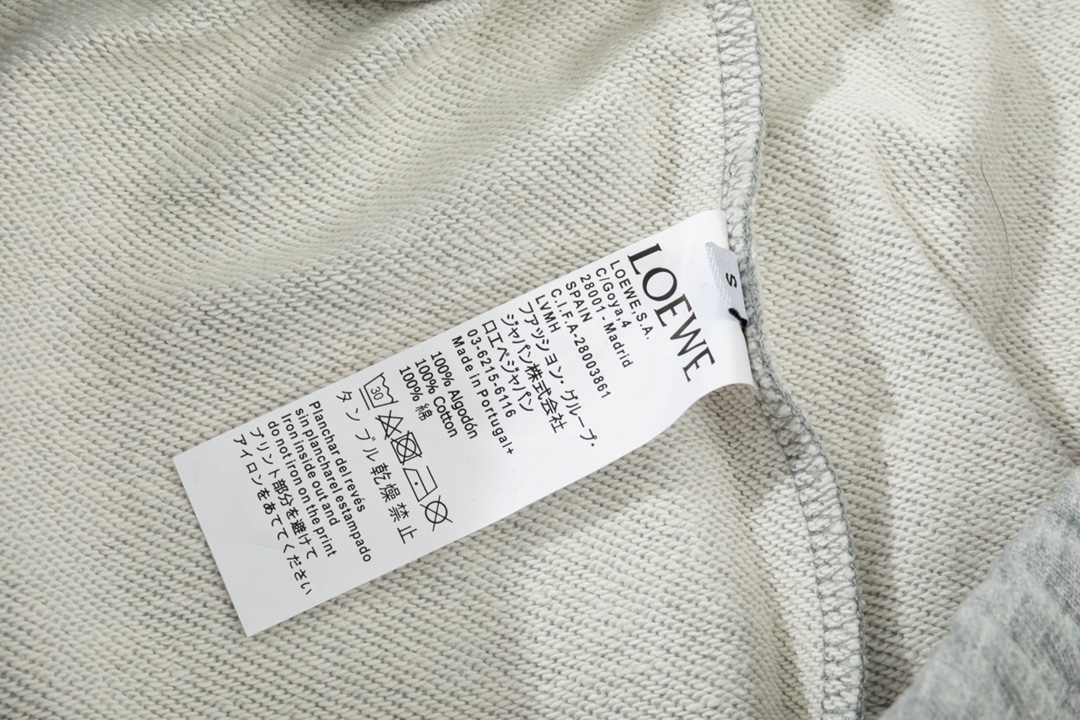 LOEWE
S
LOEWE.S.A.
C/Goya,4
28001 - Madrid
SPAIN
C.I.F.A-28003861
LVMH
ファッション・グループ・
ジャパン株式会社
ロエベジャパン
03-6215-6116
Made in Portugal+
100% Algodón
100% Cotton
100% 綿
30
タンブル乾燥禁止
Planchar del revés
sin plancharel estampado
Iron inside out and
do not iron on the print
プリント部分を避けて
アイロンをあててください